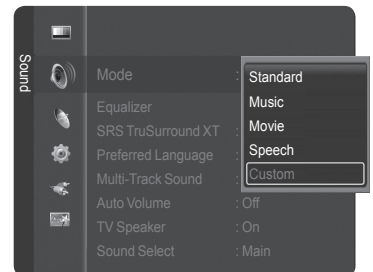 Sound
Mode :
Standard
Music
Movie
Speech
Custom
Equalizer
SRS TruSurround XT :
Preferred Language :
Multi-Track Sound :
Auto Volume : Off
TV Speaker : On
Sound Select : Main